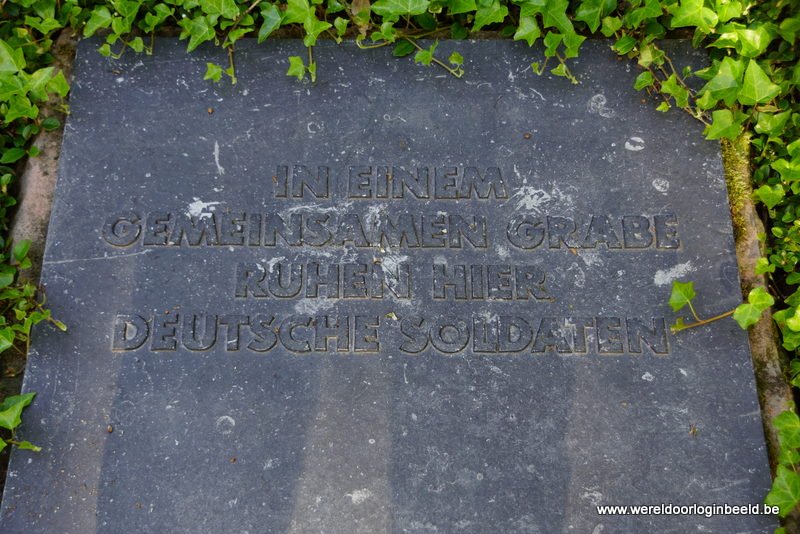 IN EINEM
GEMEINSAMEN GRABE
RUHEN HIER
DEUTSCHE SOLDATEN
www.wereldoorloginbeeld.be